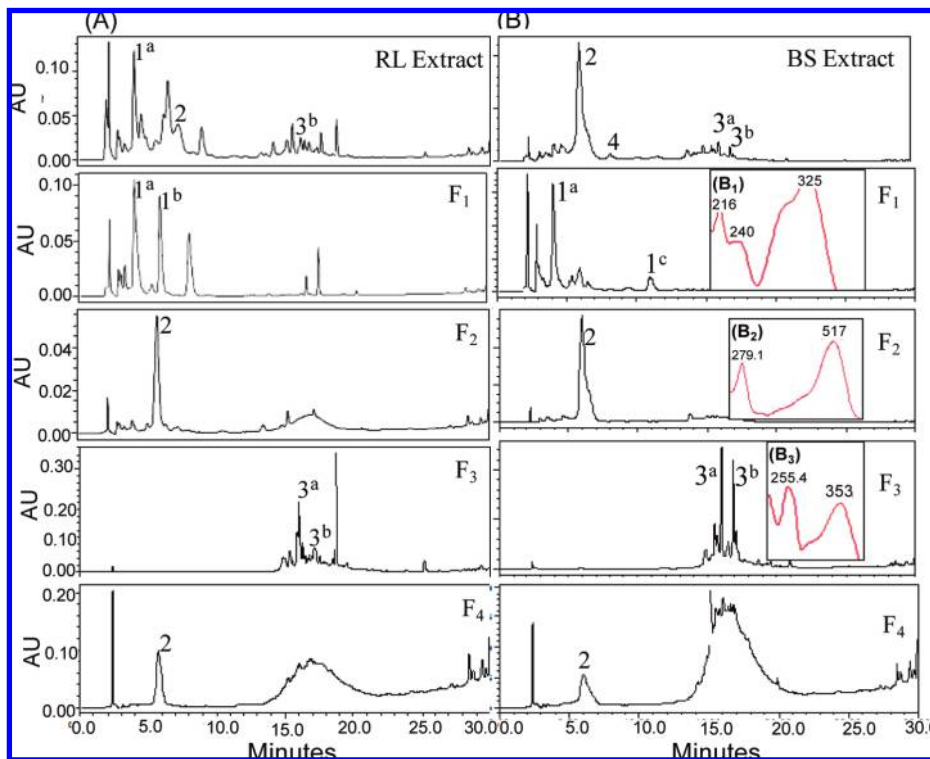 (A) (B)
AU 0.10 0.05 0.00 1ᵃ 2 3ᵇ RL Extract
2 4 3ᵃ 3ᵇ BS Extract
0.10 0.05 0.00 1ᵃ 1ᵇ F₁
1ᵃ 1ᶜ (B₁) 216 240 325 F₁
0.04 0.02 0.00 2 F₂
2 (B₂) 279.1 517 F₂
0.30 0.20 0.10 0.00 3ᵃ 3ᵇ F₃
3ᵃ 3ᵇ (B₃) 255.4 353 F₃
AU 0.20 0.10 0.00 2 F₄
2 F₄
0.0 5.0 10.0 15.0 20.0 25.0 30.0
5.0 10.0 15.0 20.0 25.0 30.0
Minutes Minutes